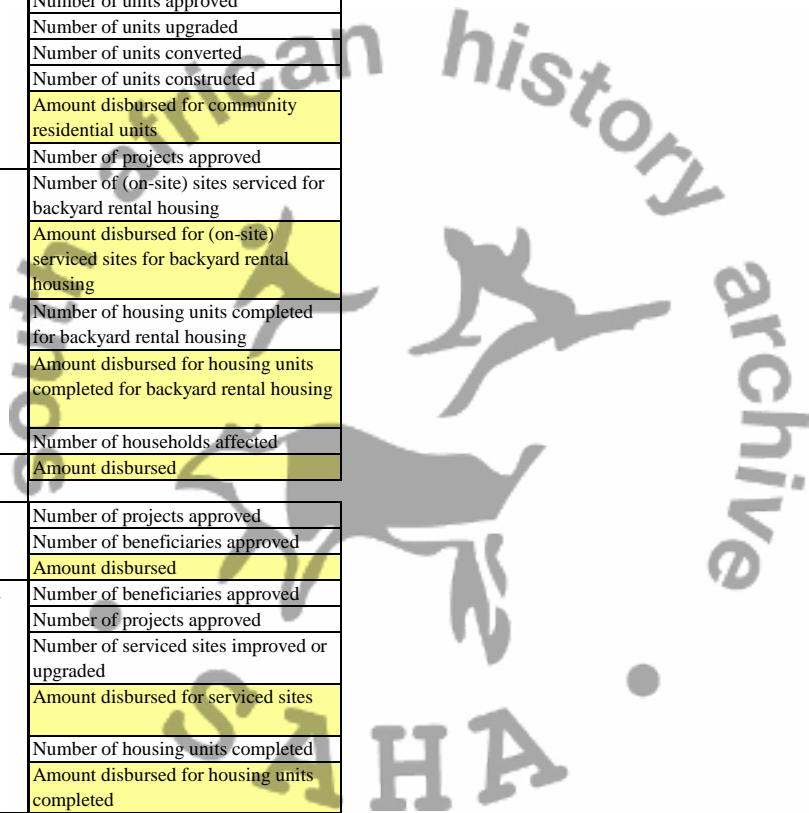 Number of units approved
Number of units upgraded
Number of units converted
Number of units constructed
Amount disbursed for community
residential units
Number of projects approved
Number of (on-site) sites serviced for
backyard rental housing
Amount disbursed for (on-site)
serviced sites for backyard rental
housing
Number of housing units completed
for backyard rental housing
Amount disbursed for housing units
completed for backyard rental housing
Number of households affected
Amount disbursed
Number of projects approved
Number of beneficiaries approved
Amount disbursed
Number of beneficiaries approved
Number of projects approved
Number of serviced sites improved or
upgraded
Amount disbursed for serviced sites
Number of housing units completed
Amount disbursed for housing units
completed
south african history archive
• SAHA •